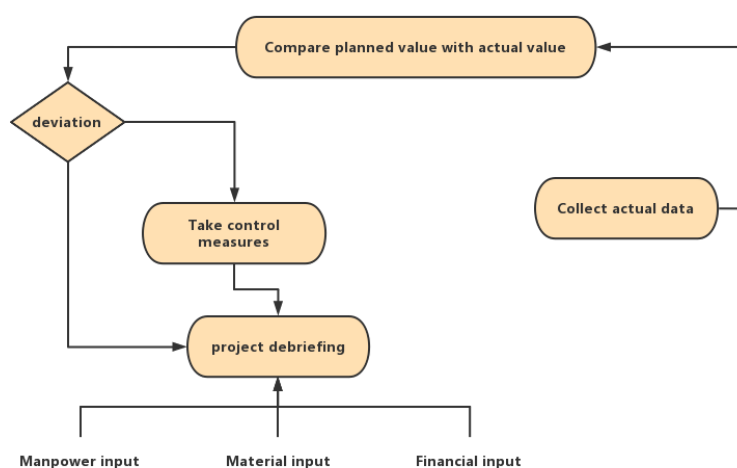 Compare planned value with actual value
deviation
Collect actual data
Take control
measures
project debriefing
Manpower input
Material input
Financial input